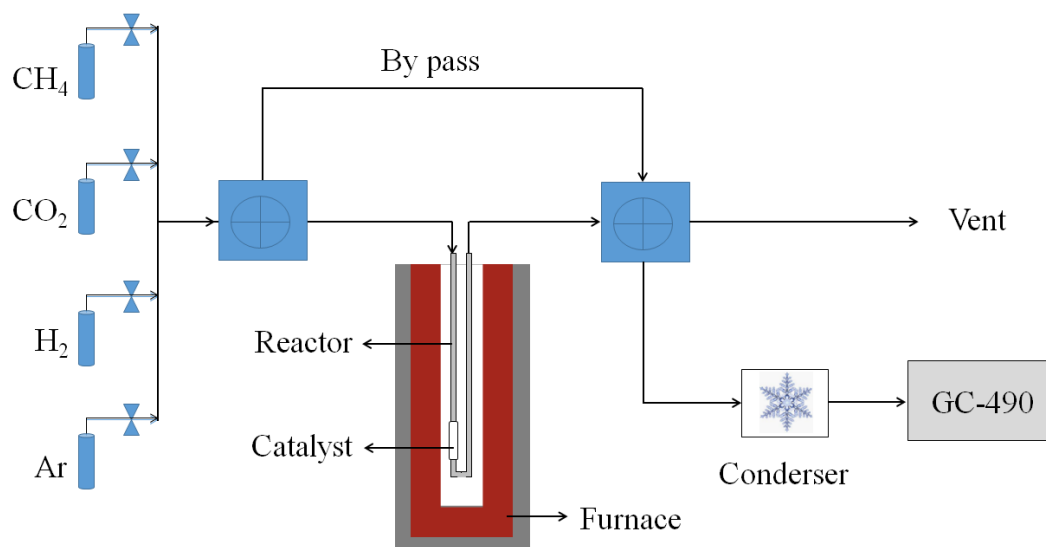 By pass
CH₄
CO₂
Vent
H₂
Reactor
GC-490
Catalyst
Ar
Conderser
Furnace